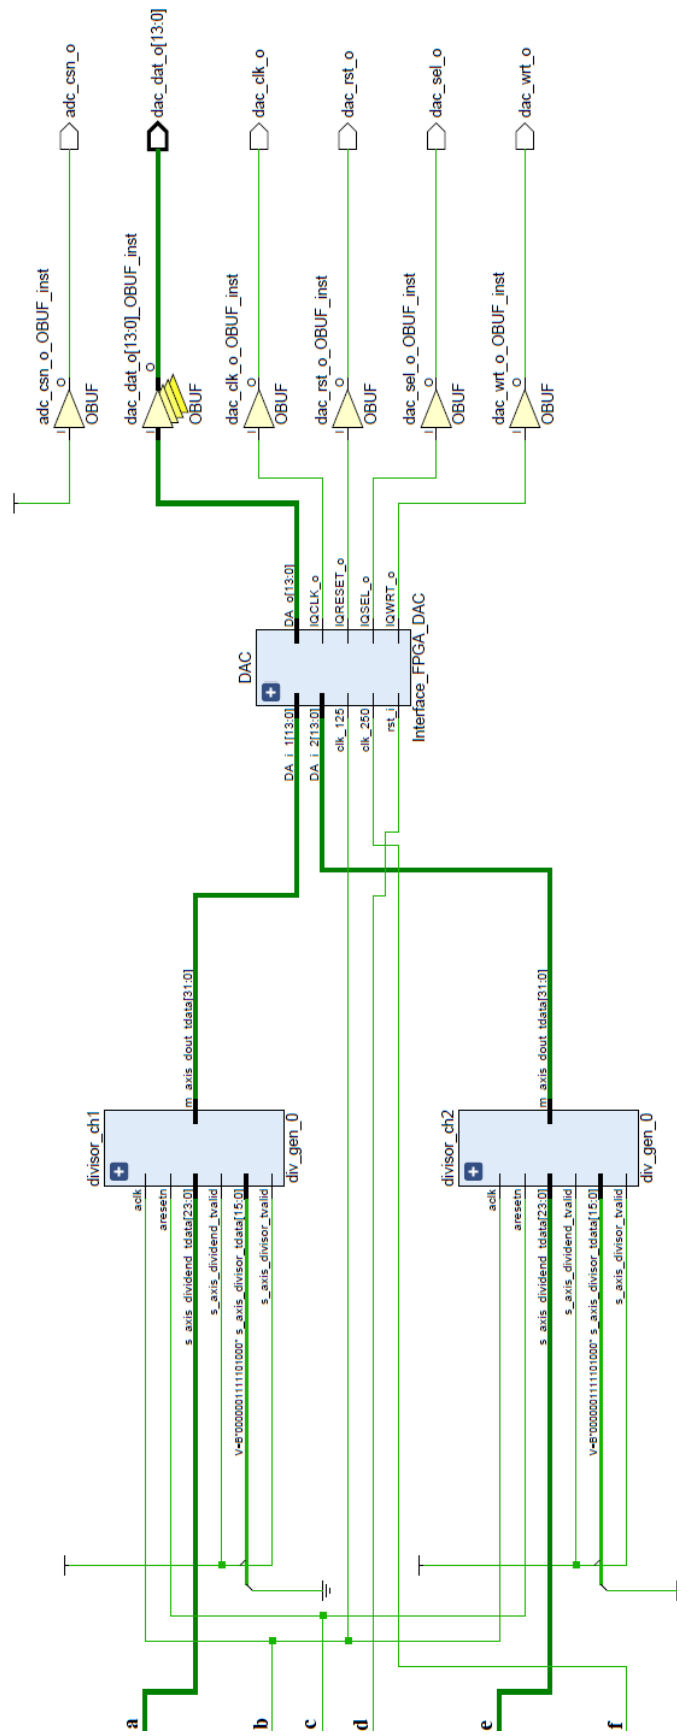 adc_csn_o_OBUF_inst
I
O
OBUF
adc_csn_o
dac_dat_o[13:0]_OBUF_inst
I
O
OBUF
dac_dat_o[13:0]
dac_clk_o_OBUF_inst
I
O
OBUF
dac_clk_o
dac_rst_o_OBUF_inst
I
O
OBUF
dac_rst_o
dac_sel_o_OBUF_inst
I
O
OBUF
dac_sel_o
dac_wrt_o_OBUF_inst
I
O
OBUF
dac_wrt_o
DAC
DA_i_1[13:0]
DA_i_2[13:0]
clk_125
clk_250
rst_i
DA_o[13:0]
IQCLK_o
IQRESET_o
IQSEL_o
IQWRT_o
Interface_FPGA_DAC
divisor_ch1
aclk
aresetn
s_axis_dividend_tdata[23:0]
s_axis_dividend_tvalid
V=B"0000001111101000" s_axis_divisor_tdata[15:0]
s_axis_divisor_tvalid
m_axis_dout_tdata[31:0]
div_gen_0
divisor_ch2
aclk
aresetn
s_axis_dividend_tdata[23:0]
s_axis_dividend_tvalid
V=B"0000001111101000" s_axis_divisor_tdata[15:0]
s_axis_divisor_tvalid
m_axis_dout_tdata[31:0]
div_gen_0
a
b
c
d
e
f